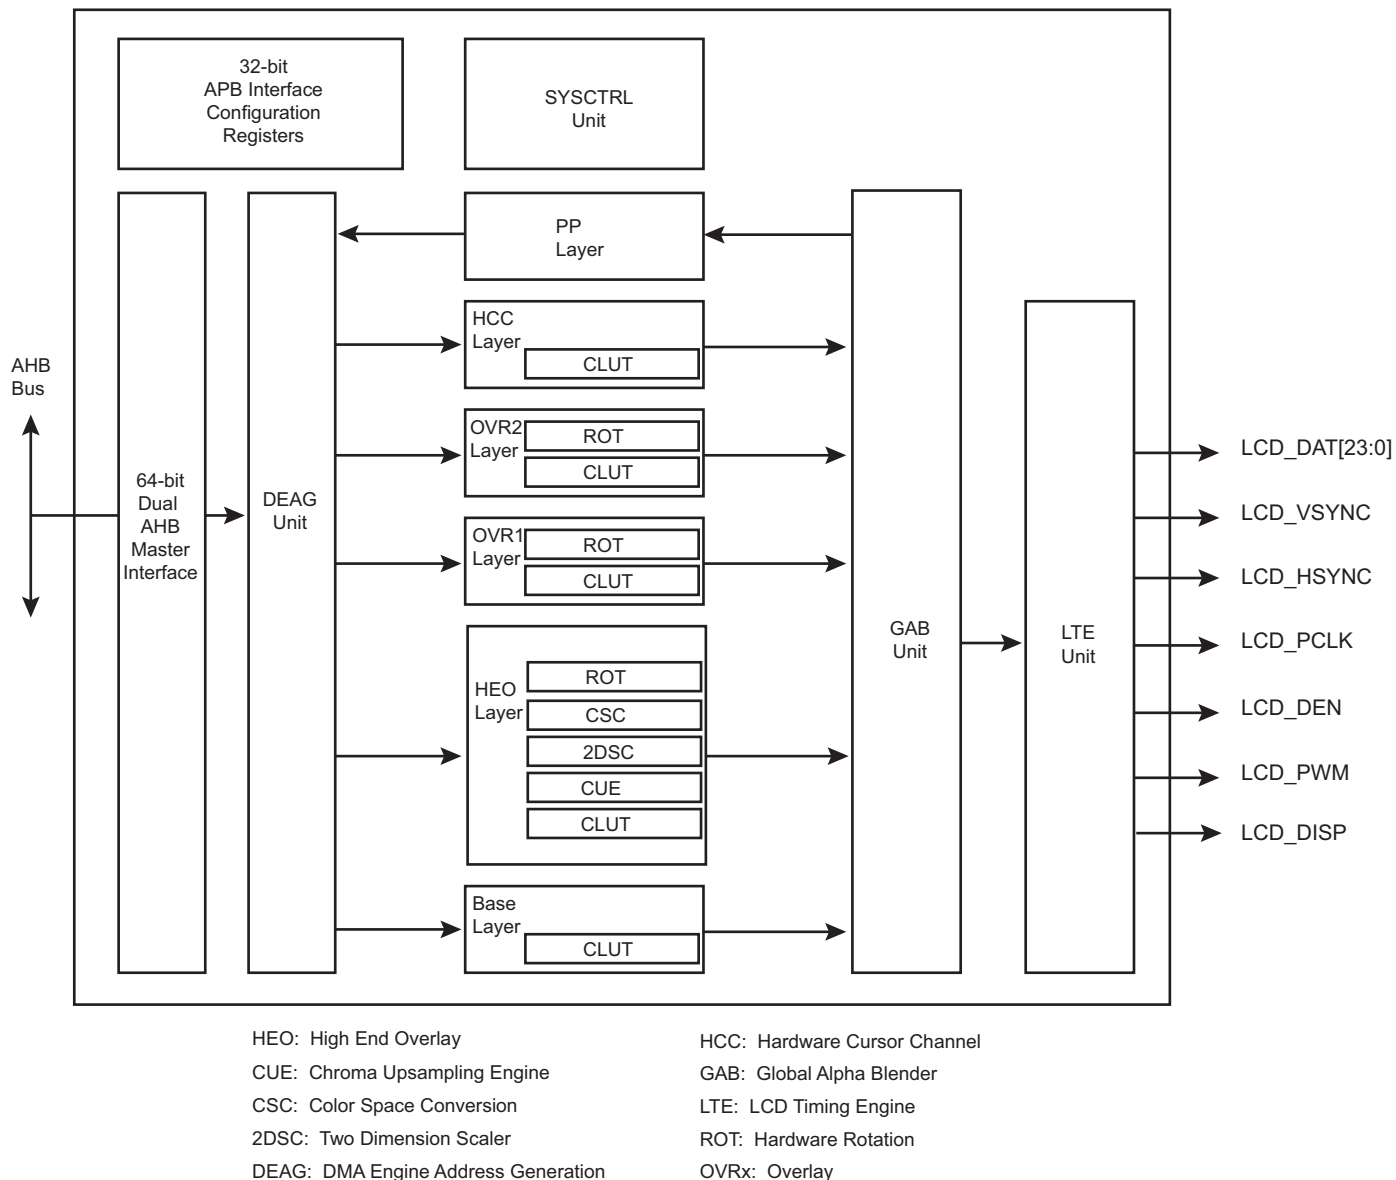 32-bit
APB Interface
Configuration
Registers
SYSCTRL
Unit
PP
Layer
HCC
Layer
CLUT
AHB
Bus
OVR2
Layer
ROT
CLUT
64-bit
Dual
AHB
Master
Interface
DEAG
Unit
OVR1
Layer
ROT
CLUT
HEO
Layer
ROT
CSC
2DSC
CUE
CLUT
Base
Layer
CLUT
GAB
Unit
LTE
Unit
LCD_DAT[23:0]
LCD_VSYNC
LCD_HSYNC
LCD_PCLK
LCD_DEN
LCD_PWM
LCD_DISP
HEO: High End Overlay
CUE: Chroma Upsampling Engine
CSC: Color Space Conversion
2DSC: Two Dimension Scaler
DEAG: DMA Engine Address Generation
HCC: Hardware Cursor Channel
GAB: Global Alpha Blender
LTE: LCD Timing Engine
ROT: Hardware Rotation
OVRx: Overlay